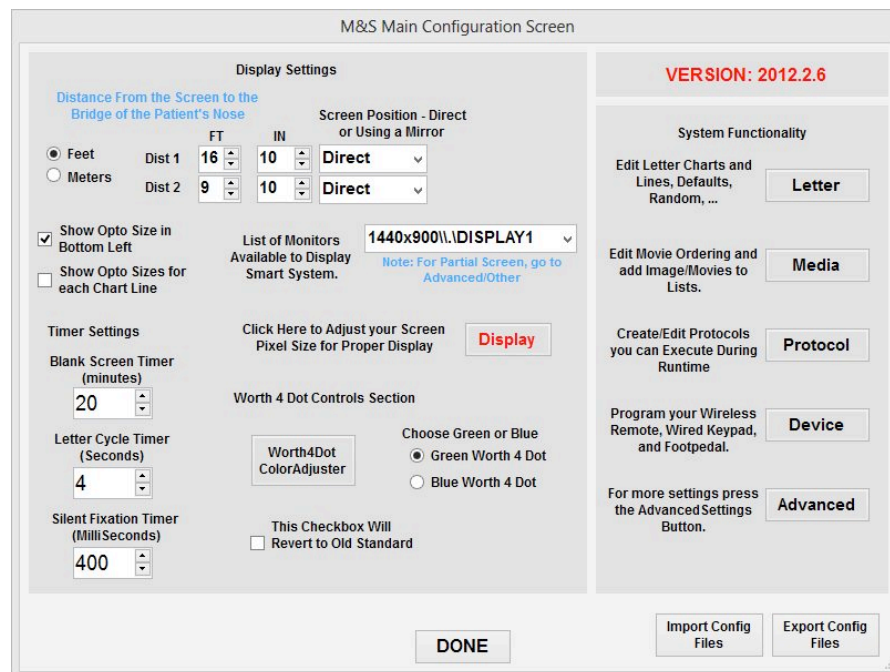 M&S Main Configuration Screen
Display Settings
Distance From the Screen to the
Bridge of the Patient's Nose
Screen Position - Direct
or Using a Mirror
FT IN
Feet
Meters
Dist 1 16 10 Direct
Dist 2 9 10 Direct
Show Opto Size in
Bottom Left
Show Opto Sizes for
each Chart Line
List of Monitors
Available to Display
Smart System.
1440x900\\.\DISPLAY1
Note: For Partial Screen, go to
Advanced/Other
Timer Settings
Blank Screen Timer
(minutes)
20
Letter Cycle Timer
(Seconds)
4
Silent Fixation Timer
(MilliSeconds)
400
Click Here to Adjust your Screen
Pixel Size for Proper Display
Display
Worth 4 Dot Controls Section
Worth4Dot
ColorAdjuster
Choose Green or Blue
Green Worth 4 Dot
Blue Worth 4 Dot
This Checkbox Will
Revert to Old Standard
VERSION: 2012.2.6
System Functionality
Edit Letter Charts and
Lines, Defaults,
Random, ...
Letter
Edit Movie Ordering and
add Image/Movies to
Lists.
Media
Create/Edit Protocols
you can Execute During
Runtime
Protocol
Program your Wireless
Remote, Wired Keypad,
and Footpedal.
Device
For more settings press
the Advanced Settings
Button.
Advanced
DONE
Import Config
Files
Export Config
Files